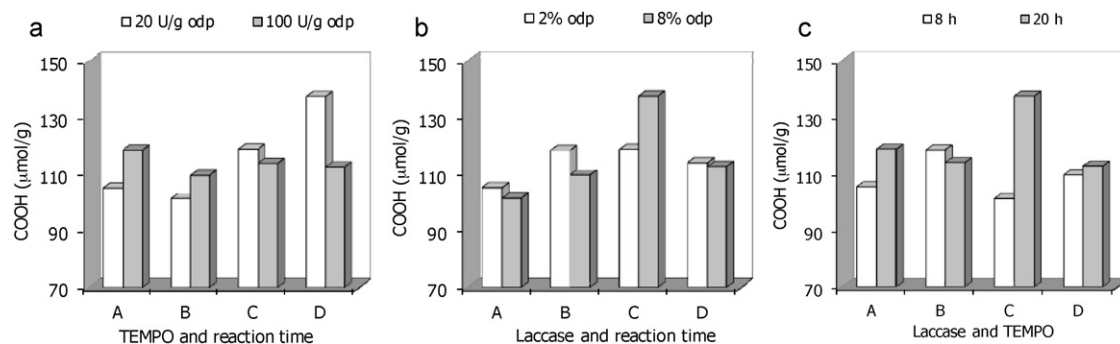 a
20 U/g odp 100 U/g odp
150
130
110
90
70
COOH (µmol/g)
A B C D
TEMPO and reaction time
b
2% odp 8% odp
150
130
110
90
70
COOH (µmol/g)
A B C D
Laccase and reaction time
c
8 h 20 h
150
130
110
90
70
COOH (µmol/g)
A B C D
Laccase and TEMPO